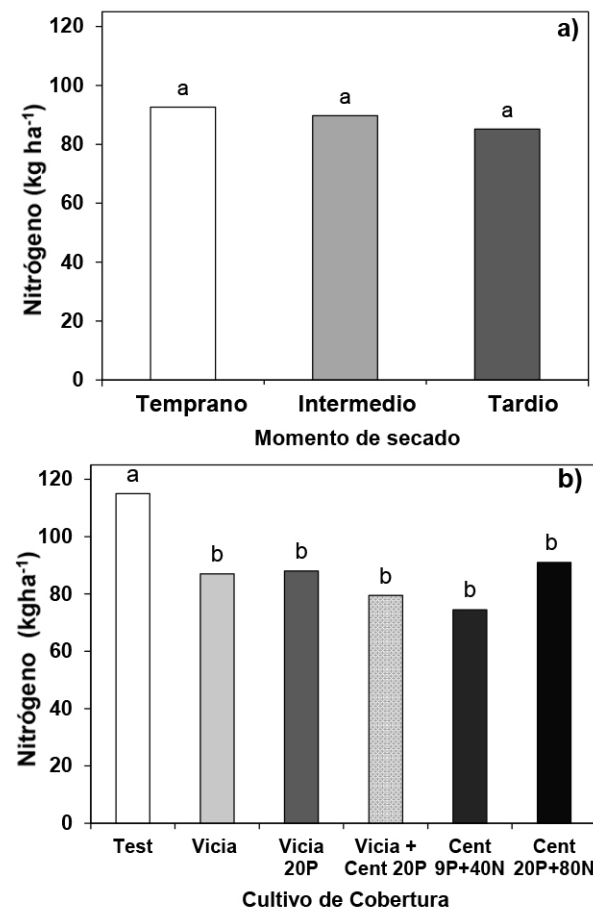 a)
120
100
80
60
40
20
0
Nitrógeno (kg ha-1)
a
a
a
Temprano
Intermedio
Tardio
Momento de secado
b)
120
100
80
60
40
20
0
Nitrógeno (kgha-1)
a
b
b
b
b
b
Test
Vicia
Vicia
20P
Vicia +
Cent 20P
Cent
9P+40N
Cent
20P+80N
Cultivo de Cobertura